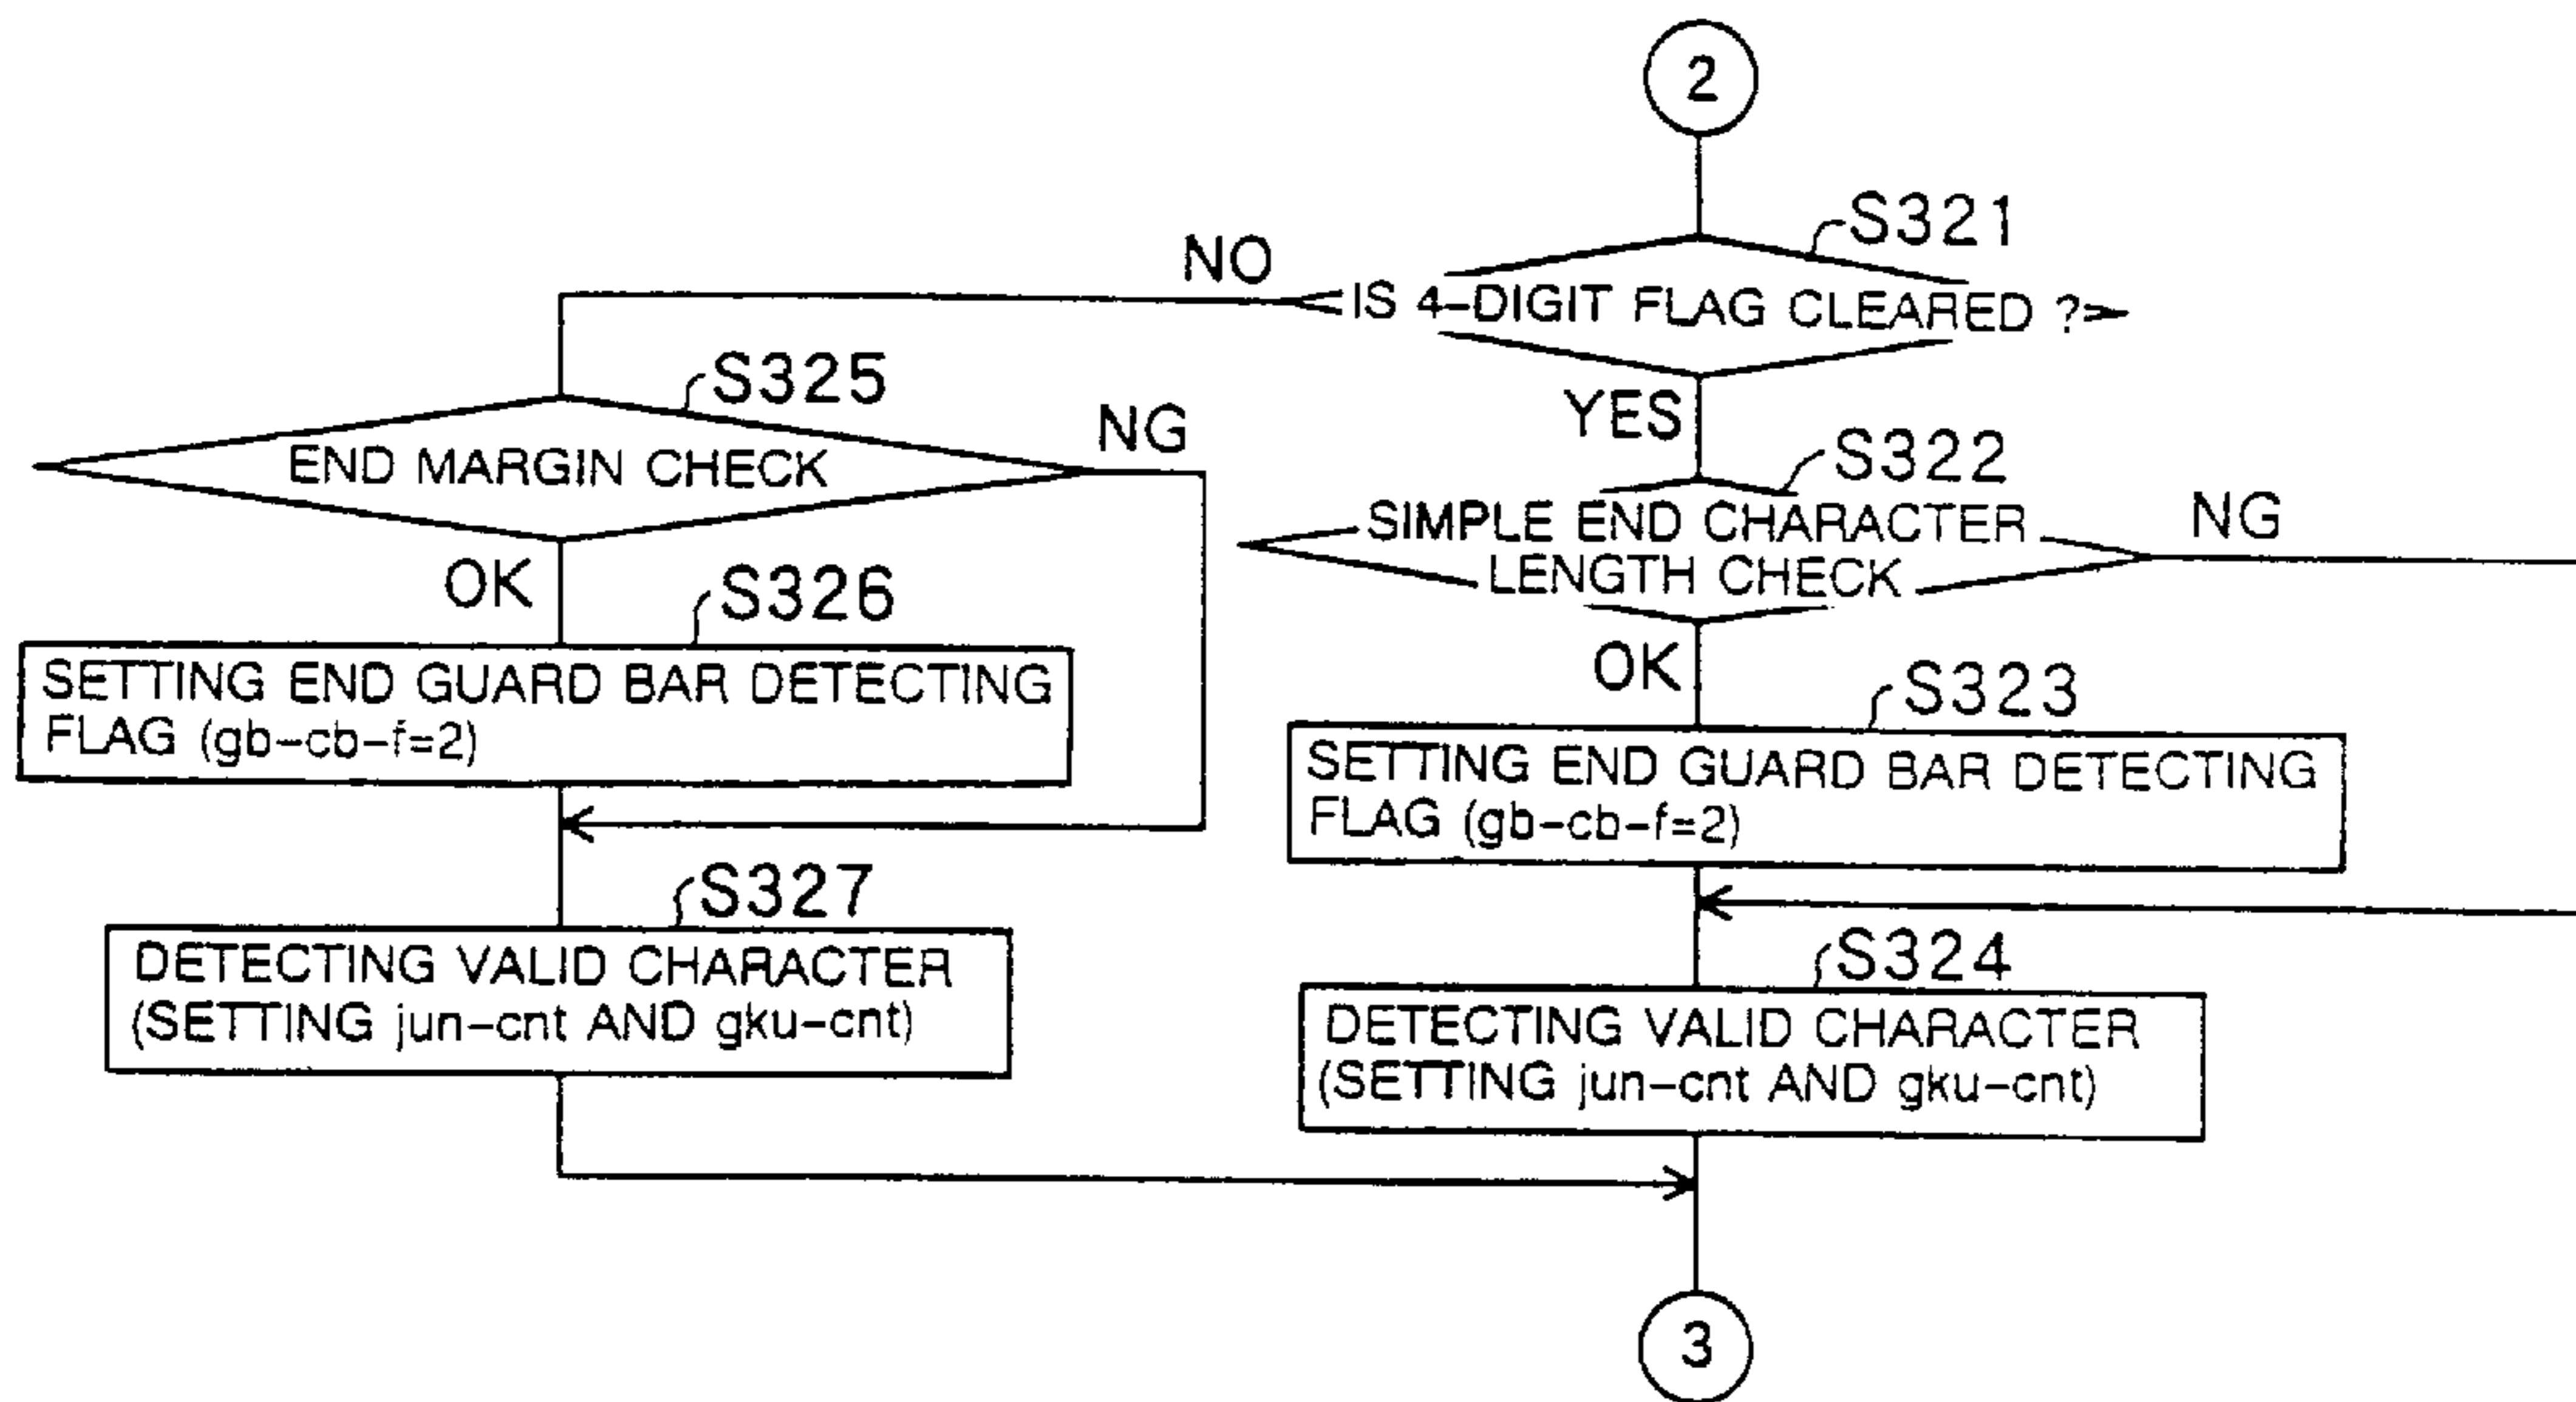 2
S321
NO
IS 4-DIGIT FLAG CLEARED ?
YES
S325
END MARGIN CHECK
NG
OK
S322
SIMPLE END CHARACTER
LENGTH CHECK
NG
OK
S326
SETTING END GUARD BAR DETECTING
FLAG (gb-cb-f=2)
S323
SETTING END GUARD BAR DETECTING
FLAG (gb-cb-f=2)
S327
DETECTING VALID CHARACTER
(SETTING jun-cnt AND gku-cnt)
S324
DETECTING VALID CHARACTER
(SETTING jun-cnt AND gku-cnt)
3